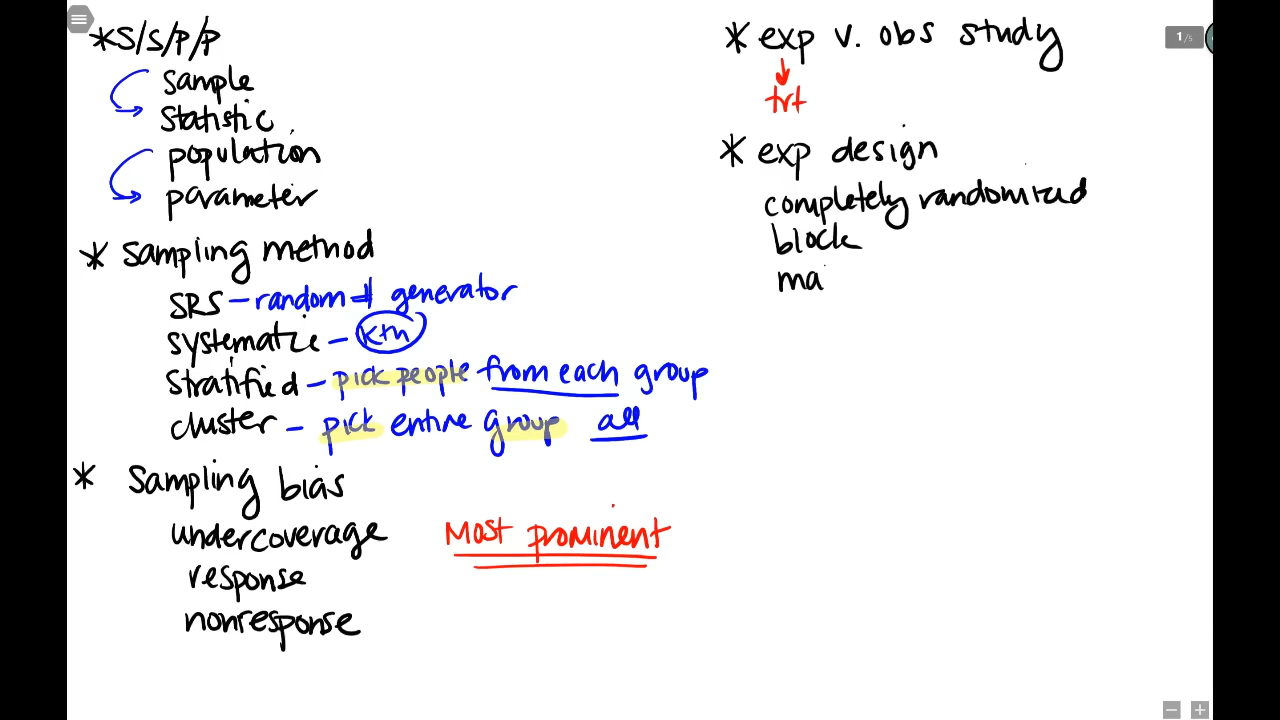 *S/S/P/P
sample
statistic
population
parameter
* Sampling method
SRS - random # generator
systematic - kth
Stratified - pick people from each group
cluster - pick entire group all
* Sampling bias
undercoverage Most prominent
response
nonresponse
* exp v. obs study
trt
* exp design
completely randomized
block
ma
1/5